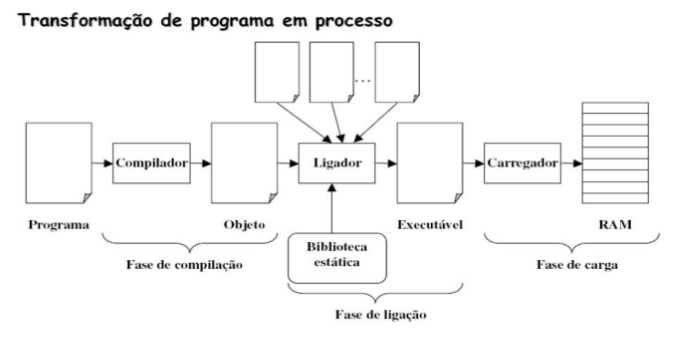 Transformação de programa em processo
...
Compilador
Ligador
Carregador
Programa
Objeto
Executável
RAM
Biblioteca
estática
Fase de compilação
Fase de carga
Fase de ligação